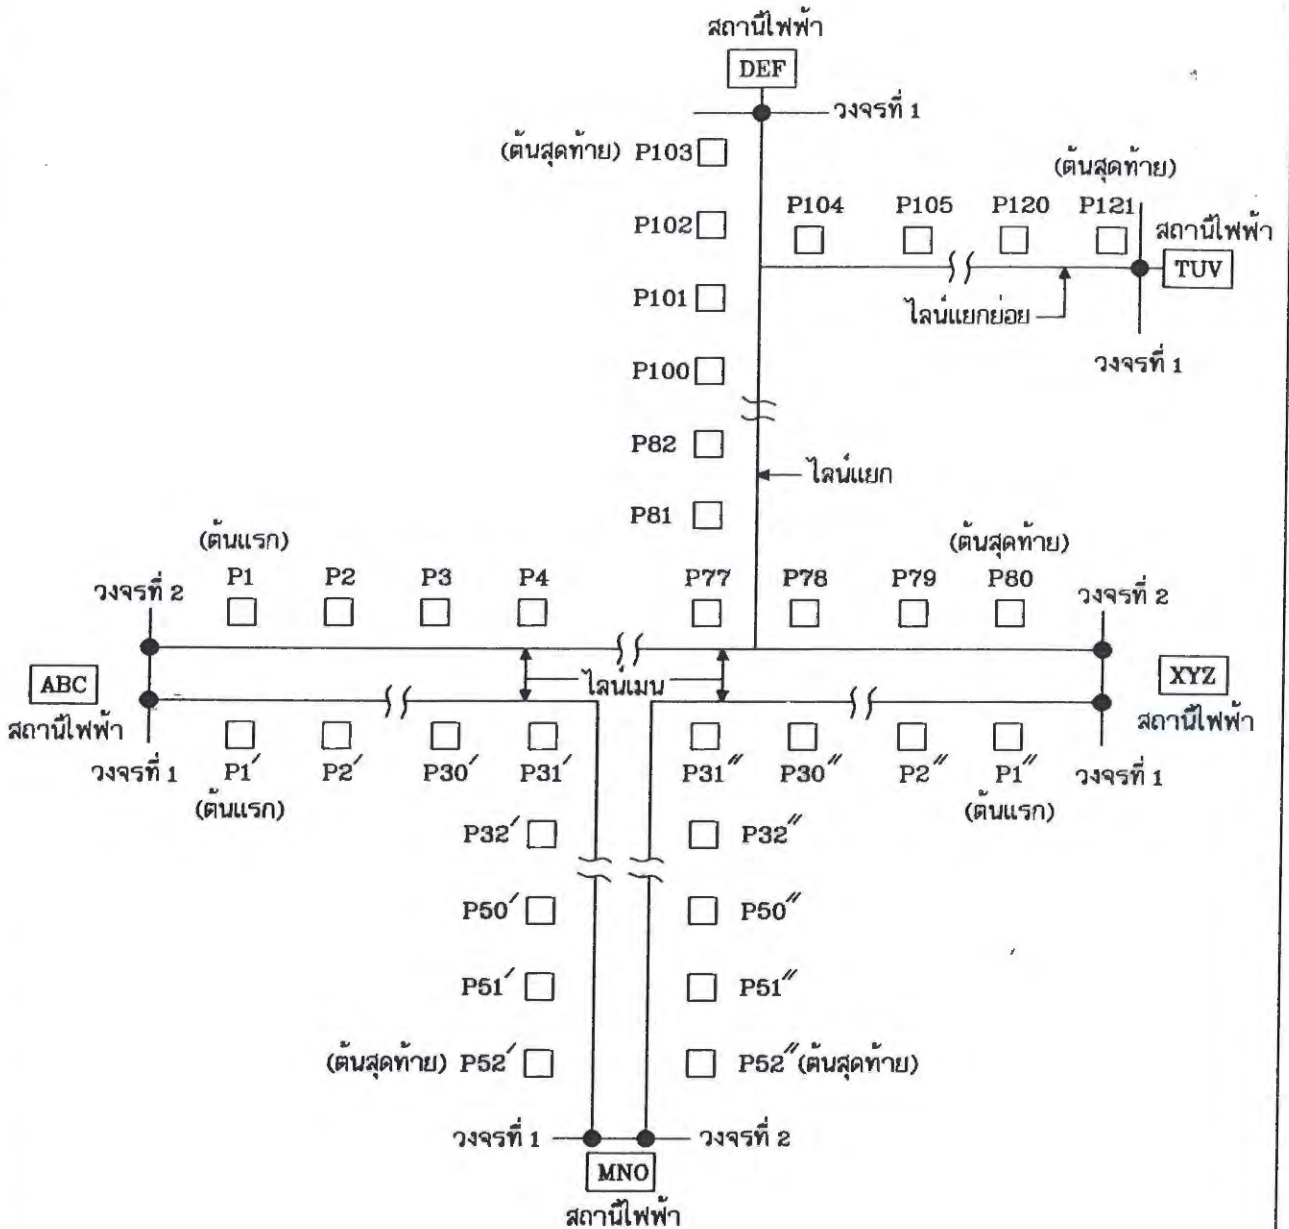 สถานีไฟฟ้า
DEF
วงจรที่ 1
(ต้นสุดท้าย) P103
(ต้นสุดท้าย)
P104 P105 P120 P121
สถานีไฟฟ้า
P102
TUV
P101
ไลน์แยกย่อย
P100
วงจรที่ 1
P82
ไลน์แยก
P81
(ต้นแรก)
(ต้นสุดท้าย)
วงจรที่ 2
P1 P2 P3 P4 P77 P78 P79 P80
วงจรที่ 2
ABC
ไลน์เมน
XYZ
สถานีไฟฟ้า
สถานีไฟฟ้า
วงจรที่ 1
P1′ P2′ P30′ P31′ P31″ P30″ P2″ P1″
วงจรที่ 1
(ต้นแรก)
(ต้นแรก)
P32′ P32″
P50′ P50″
P51′ P51″
(ต้นสุดท้าย) P52′ P52″ (ต้นสุดท้าย)
วงจรที่ 1 วงจรที่ 2
MNO
สถานีไฟฟ้า